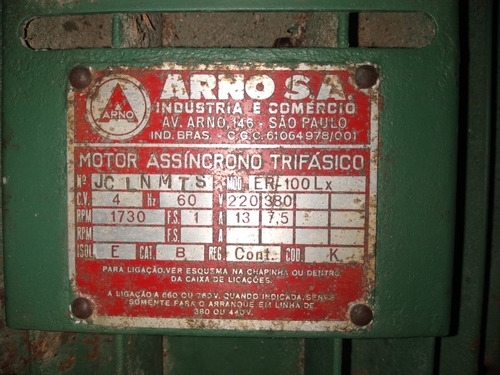 ARNO
ARNO S.A.
INDÚSTRIA E COMÉRCIO
AV. ARNO, 146 - SÃO PAULO
IND. BRAS. - C.G.C. 61064978/001
MOTOR ASSÍNCRONO TRIFÁSICO
Nº JC L N M T S MOD. ER-100Lx
C.V. 4 Hz 60 V 220 380
RPM 1730 F.S. 1 A 13 7,5
RPM F.S. A
ISOL E CAT. B REG. Cont. COD. K
PARA LIGAÇÃO, VER ESQUEMA NA CHAPINHA OU DENTRO
DA CAIXA DE LIGAÇÕES.
A LIGAÇÃO A 660 OU 760V, QUANDO INDICADA, SERVE
SOMENTE PARA O ARRANQUE EM LINHA DE
380 OU 440V.